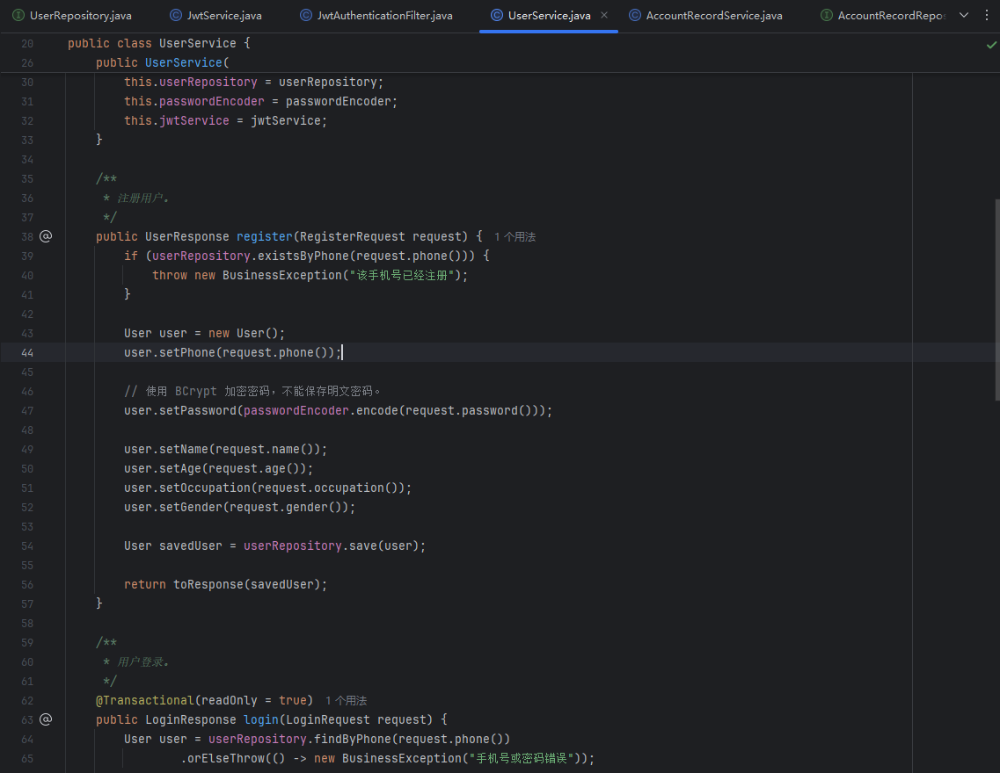 UserRepository.java JwtService.java JwtAuthenticationFilter.java UserService.java AccountRecordService.java AccountRecordRepo
20 public class UserService {
26 public UserService(
30 this.userRepository = userRepository;
31 this.passwordEncoder = passwordEncoder;
32 this.jwtService = jwtService;
33 }
34
35 /**
36 * 注册用户。
37 */
38 public UserResponse register(RegisterRequest request) { 1 个用法
39 if (userRepository.existsByPhone(request.phone())) {
40 throw new BusinessException("该手机号已经注册");
41 }
42
43 User user = new User();
44 user.setPhone(request.phone());
45
46 // 使用 BCrypt 加密密码，不能保存明文密码。
47 user.setPassword(passwordEncoder.encode(request.password()));
48
49 user.setName(request.name());
50 user.setAge(request.age());
51 user.setOccupation(request.occupation());
52 user.setGender(request.gender());
53
54 User savedUser = userRepository.save(user);
55
56 return toResponse(savedUser);
57 }
58
59 /**
60 * 用户登录。
61 */
62 @Transactional(readOnly = true) 1 个用法
63 public LoginResponse login(LoginRequest request) {
64 User user = userRepository.findByPhone(request.phone())
65 .orElseThrow(() -> new BusinessException("手机号或密码错误"));